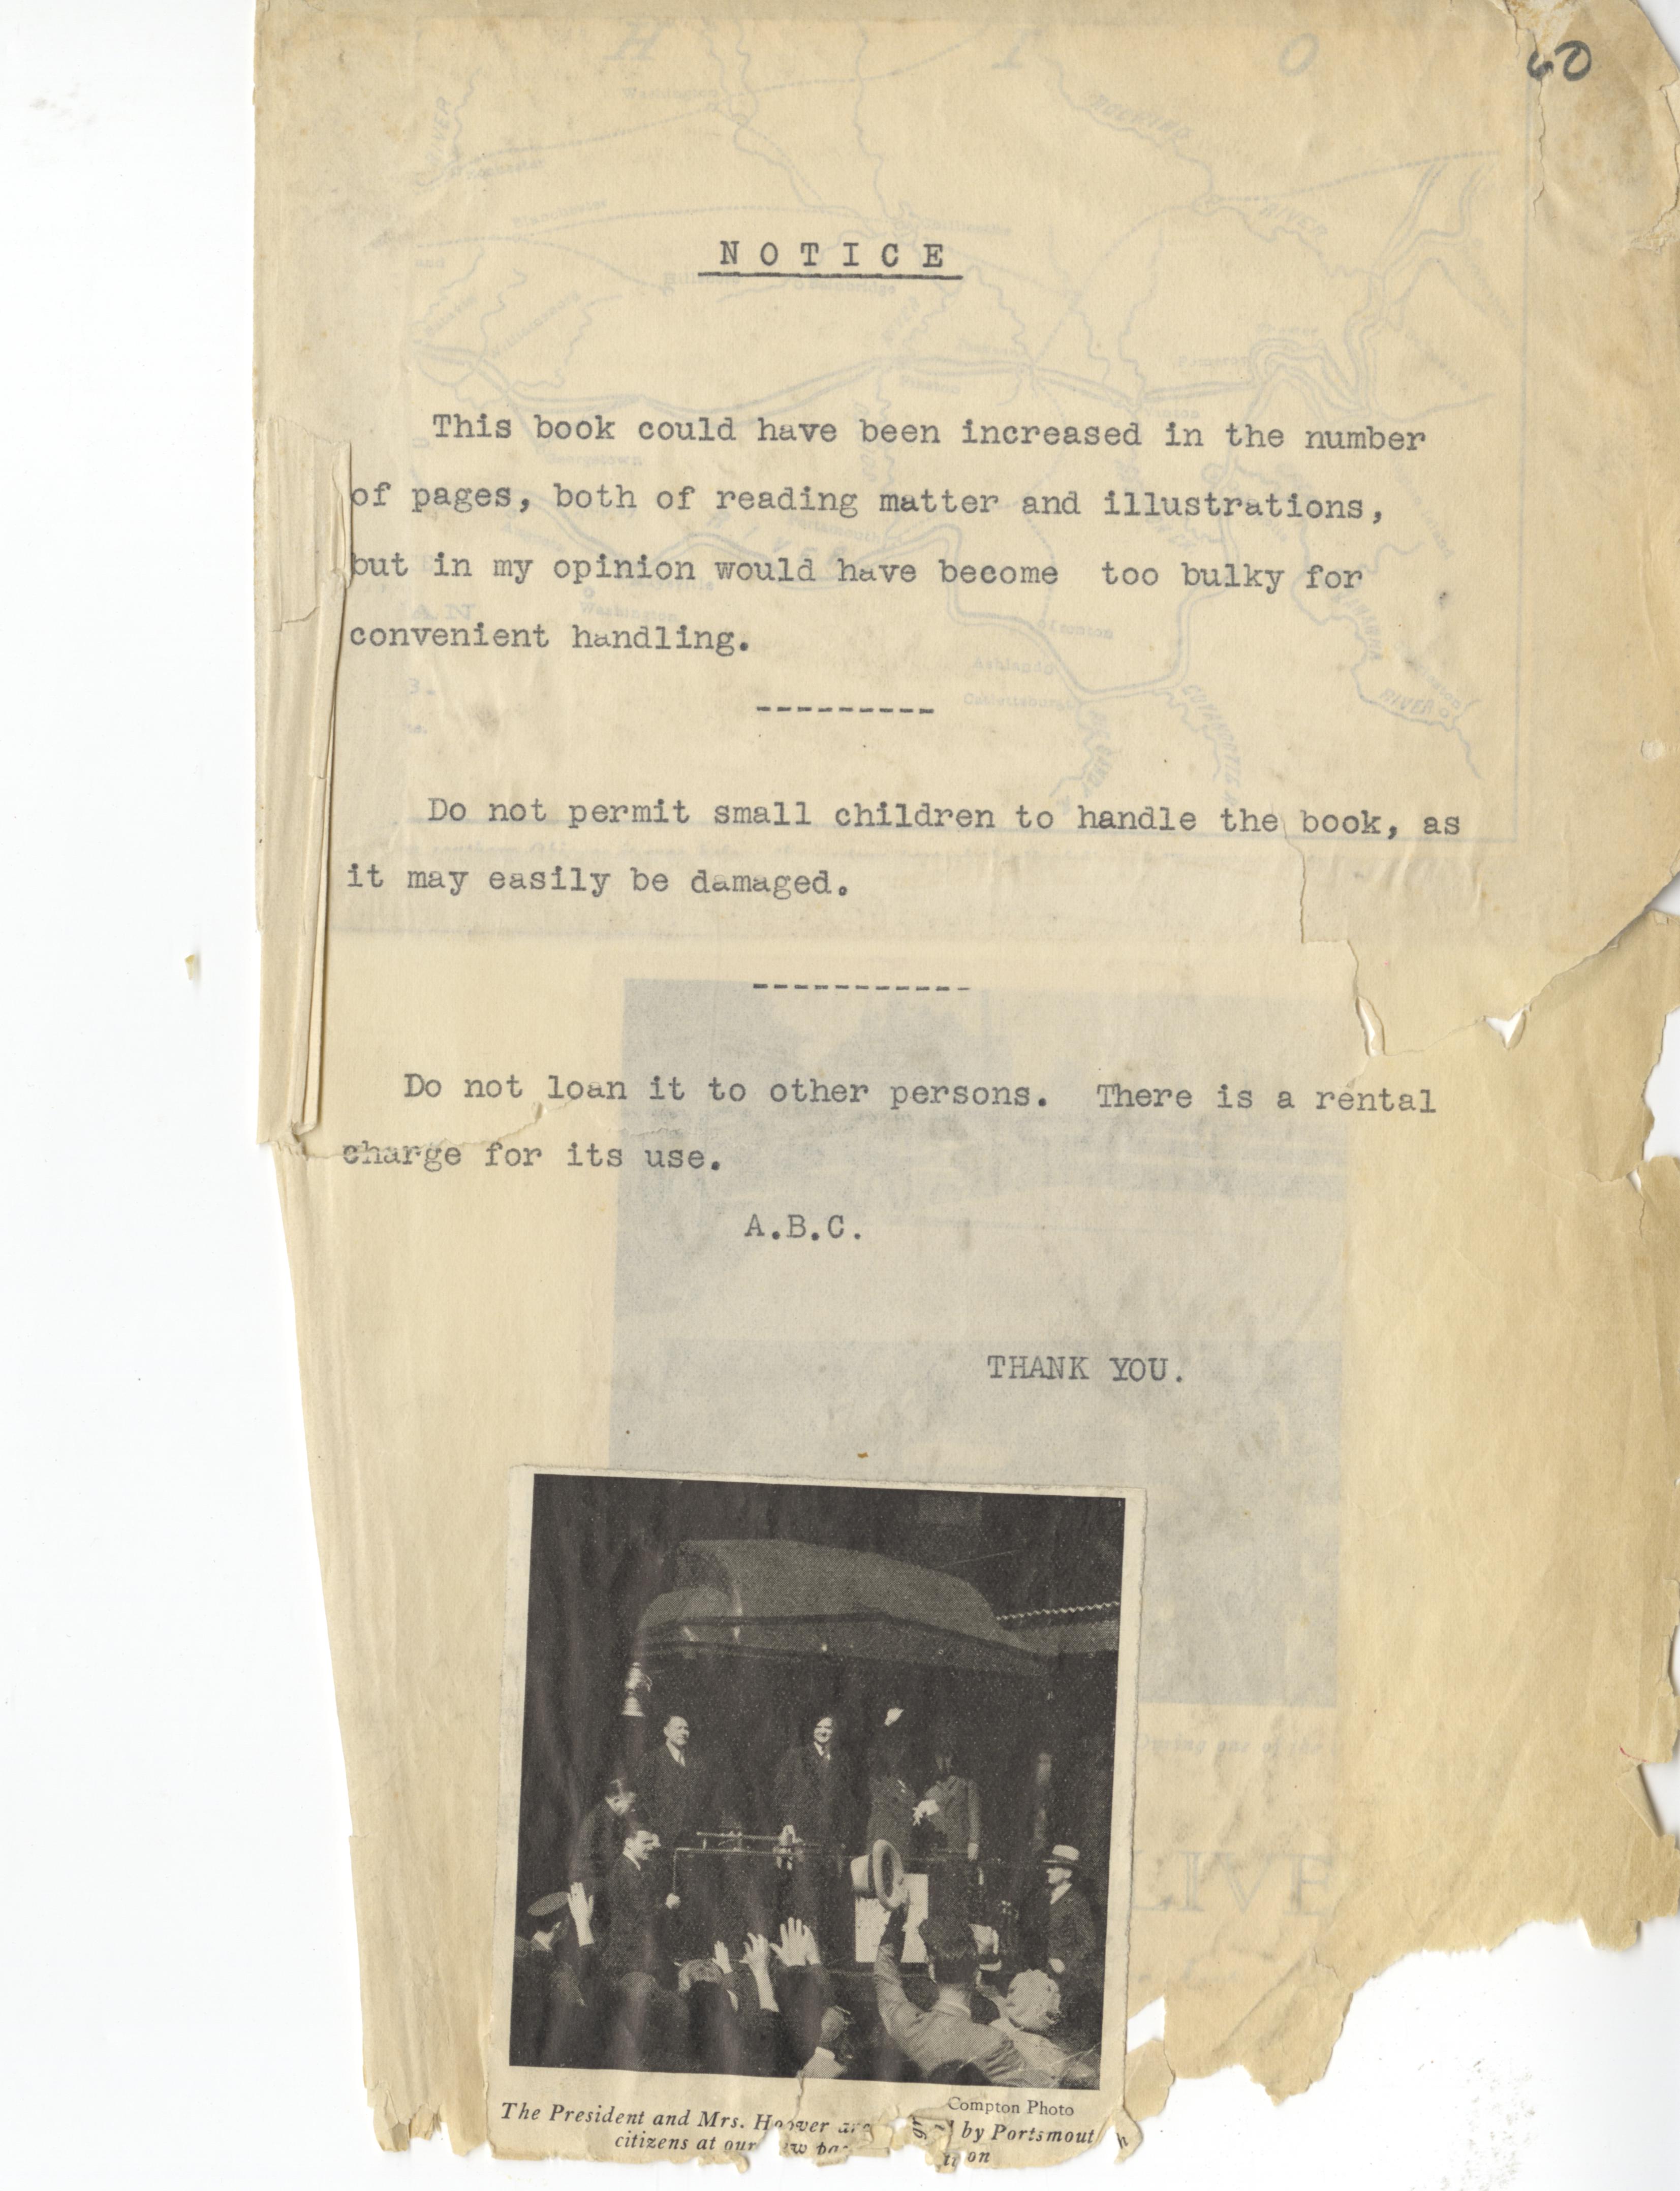 60
NOTICE
This book could have been increased in the number
of pages, both of reading matter and illustrations,
but in my opinion would have become too bulky for
convenient handling.
---------
Do not permit small children to handle the book, as
it may easily be damaged.
-----------
Do not loan it to other persons. There is a rental
charge for its use.
A.B.C.
THANK YOU.
Compton Photo
The President and Mrs. Hoover are by Portsmouth
citizens at our